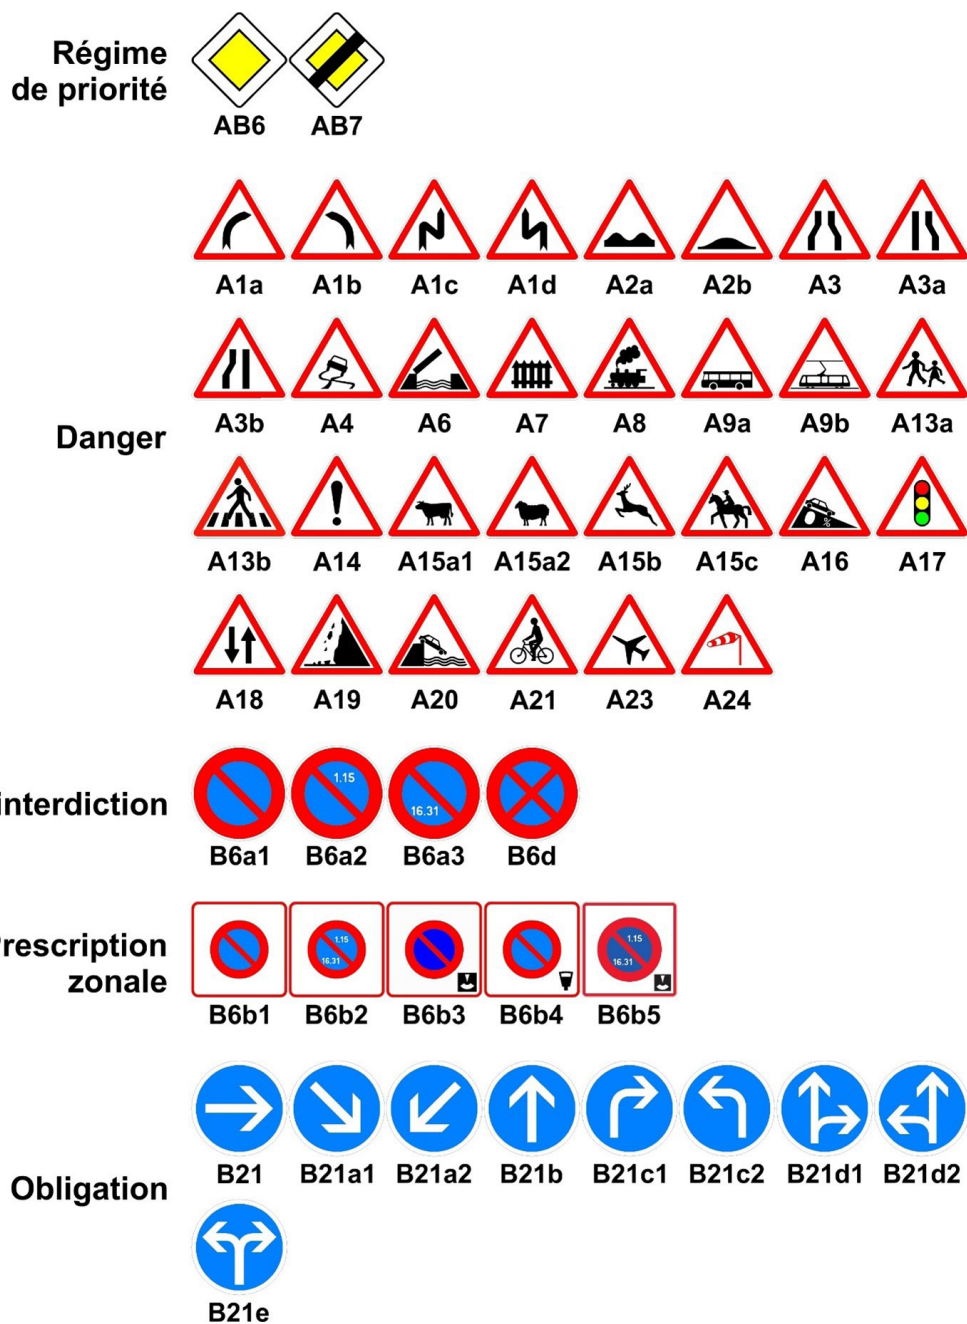 Régime
de priorité
AB6 AB7
A1a A1b A1c A1d A2a A2b A3 A3a
A3b A4 A6 A7 A8 A9a A9b A13a
Danger
%
A13b A14 A15a1 A15a2 A15b A15c A16 A17
A18 A19 A20 A21 A23 A24
interdiction
1.15
16.31
B6a1 B6a2 B6a3 B6d
rescription
zonale
1.15 1.15
16.31 16.31
B6b1 B6b2 B6b3 B6b4 B6b5
Obligation
B21 B21a1 B21a2 B21b B21c1 B21c2 B21d1 B21d2
B21e